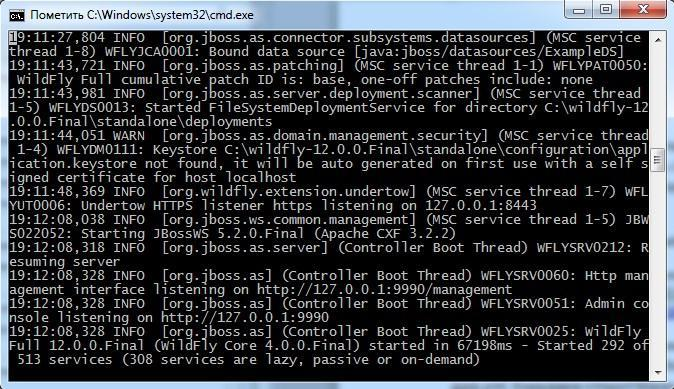 Пометить C:\Windows\system32\cmd.exe
19:11:27,804 INFO  [org.jboss.as.connector.subsystems.datasources] (MSC service
thread 1-8) WFLYJCA0001: Bound data source [java:jboss/datasources/ExampleDS]
19:11:43,721 INFO  [org.jboss.as.patching] (MSC service thread 1-1) WFLYPAT0050:
 WildFly Full cumulative patch ID is: base, one-off patches include: none
19:11:43,981 INFO  [org.jboss.as.server.deployment.scanner] (MSC service thread
1-5) WFLYDS0013: Started FileSystemDeploymentService for directory C:\wildfly-12
.0.0.Final\standalone\deployments
19:11:44,051 WARN  [org.jboss.as.domain.management.security] (MSC service thread
 1-4) WFLYDM0111: Keystore C:\wildfly-12.0.0.Final\standalone\configuration\appl
ication.keystore not found, it will be auto generated on first use with a self s
igned certificate for host localhost
19:11:48,369 INFO  [org.wildfly.extension.undertow] (MSC service thread 1-7) WFL
YUT0006: Undertow HTTPS listener https listening on 127.0.0.1:8443
19:12:08,038 INFO  [org.jboss.ws.common.management] (MSC service thread 1-5) JBW
S022052: Starting JBossWS 5.2.0.Final (Apache CXF 3.2.2)
19:12:08,318 INFO  [org.jboss.as.server] (Controller Boot Thread) WFLYSRV0212: R
esuming server
19:12:08,328 INFO  [org.jboss.as] (Controller Boot Thread) WFLYSRV0060: Http man
agement interface listening on http://127.0.0.1:9990/management
19:12:08,328 INFO  [org.jboss.as] (Controller Boot Thread) WFLYSRV0051: Admin co
nsole listening on http://127.0.0.1:9990
19:12:08,328 INFO  [org.jboss.as] (Controller Boot Thread) WFLYSRV0025: WildFly
Full 12.0.0.Final (WildFly Core 4.0.0.Final) started in 67198ms - Started 292 of
 513 services (308 services are lazy, passive or on-demand)